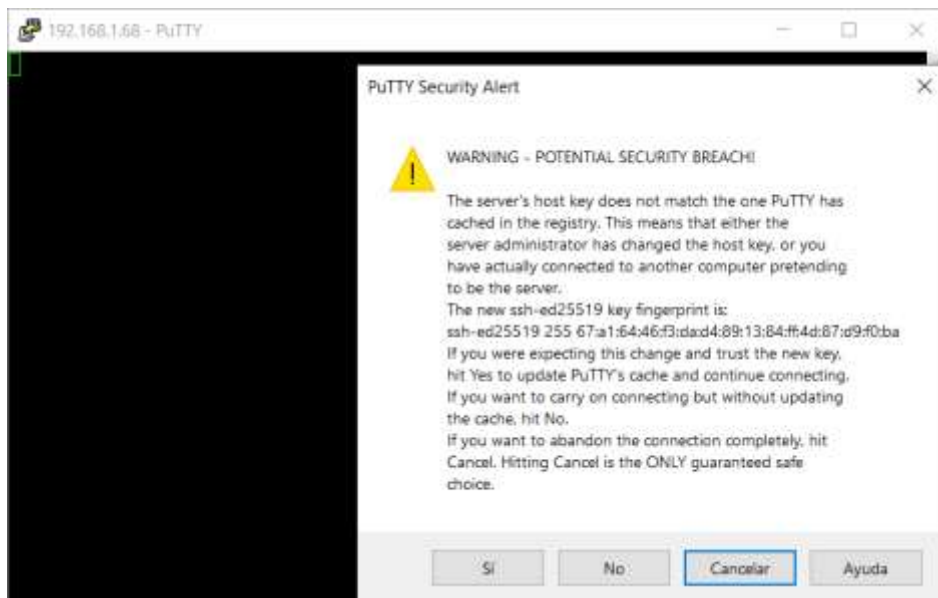 192.168.1.68 - PuTTY
PuTTY Security Alert
WARNING - POTENTIAL SECURITY BREACH!
The server's host key does not match the one PuTTY has
cached in the registry. This means that either the
server administrator has changed the host key, or you
have actually connected to another computer pretending
to be the server.
The new ssh-ed25519 key fingerprint is:
ssh-ed25519 255 67:a1:64:46:f3:da:d4:89:13:84:ff:4d:87:d9:f0:ba
If you were expecting this change and trust the new key,
hit Yes to update PuTTY's cache and continue connecting.
If you want to carry on connecting but without updating
the cache, hit No.
If you want to abandon the connection completely, hit
Cancel. Hitting Cancel is the ONLY guaranteed safe
choice.
Sí
No
Cancelar
Ayuda